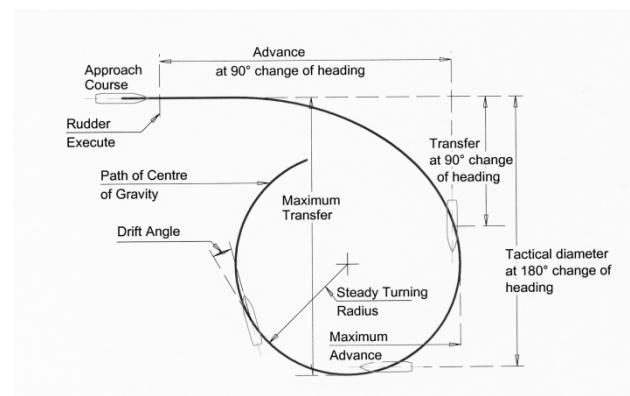 Advance
at 90° change of heading
Approach
Course
Rudder
Execute
Path of Centre
of Gravity
Maximum
Transfer
Transfer
at 90° change
of heading
Drift Angle
Tactical diameter
at 180° change of
heading
Steady Turning
Radius
Maximum
Advance